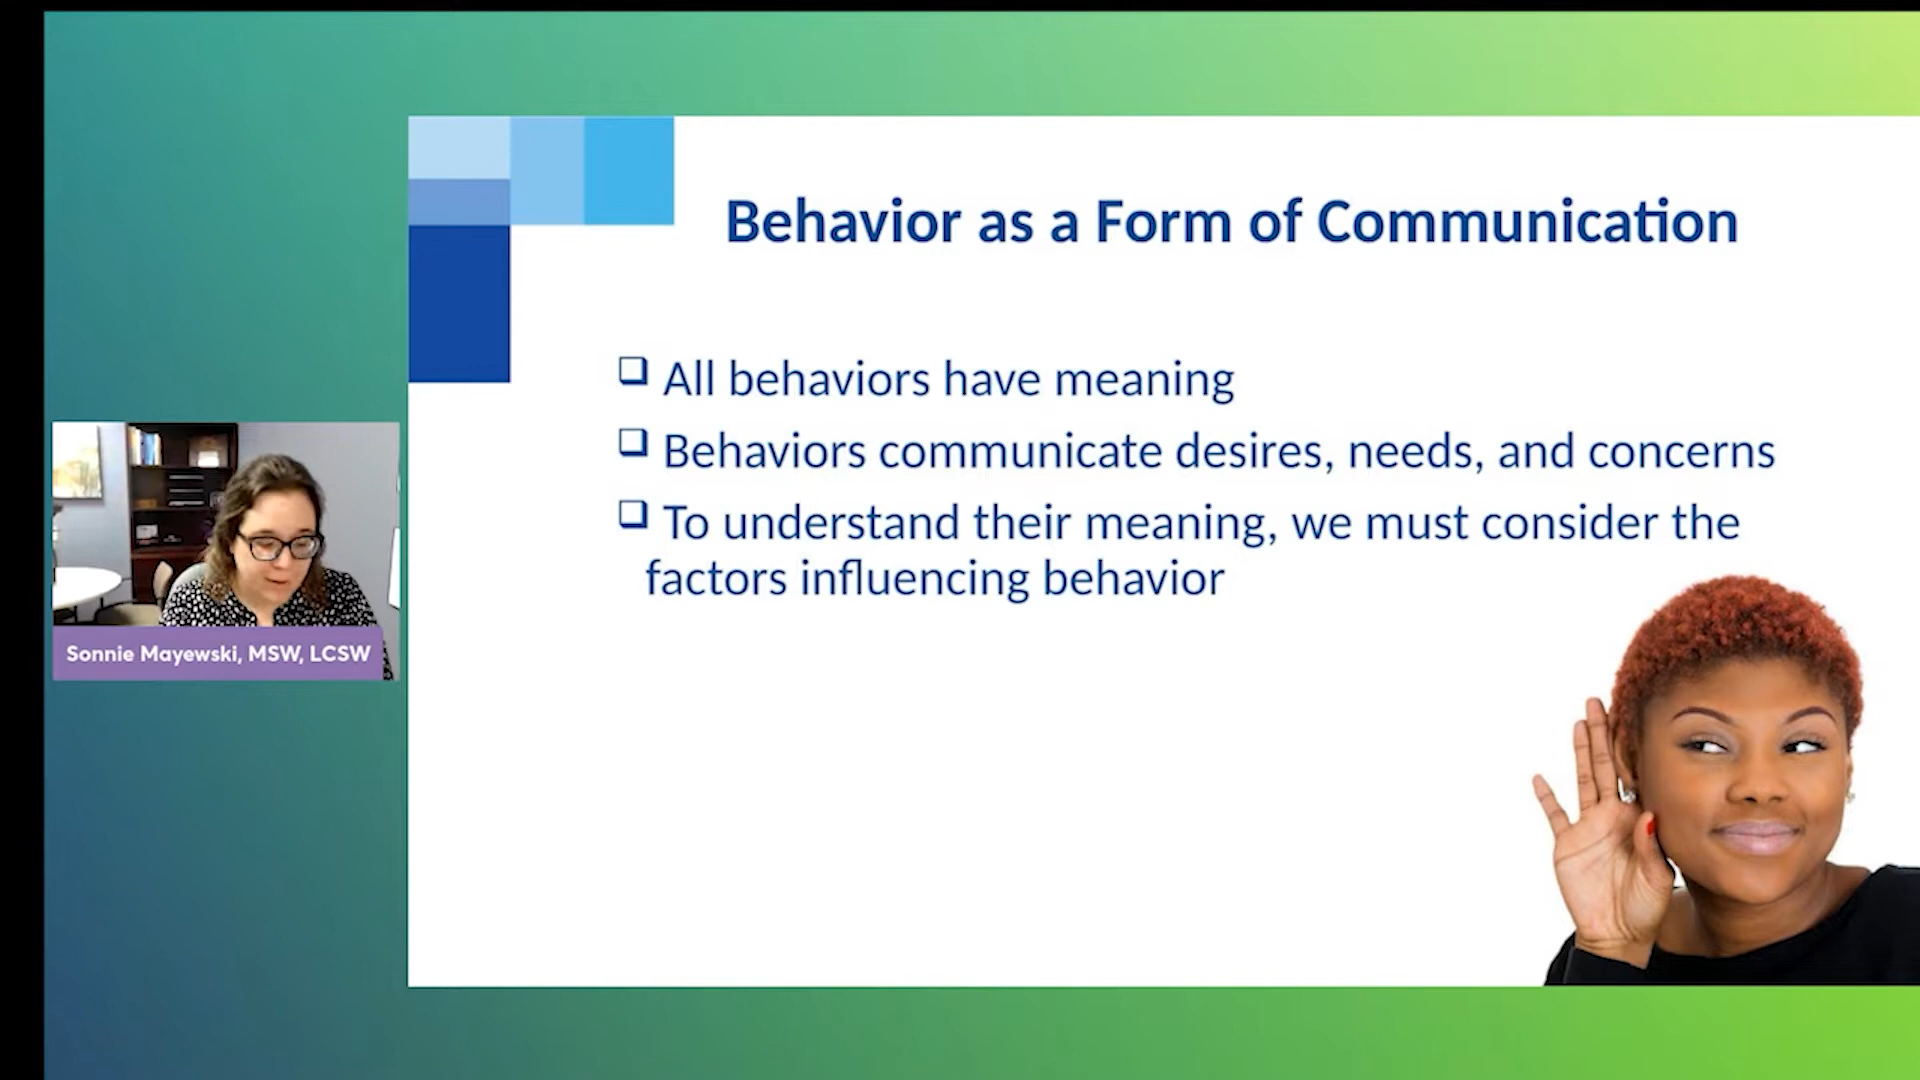 Behavior as a Form of Communication
❑ All behaviors have meaning
❑ Behaviors communicate desires, needs, and concerns
❑ To understand their meaning, we must consider the
factors influencing behavior
Sonnie Mayewski, MSW, LCSW